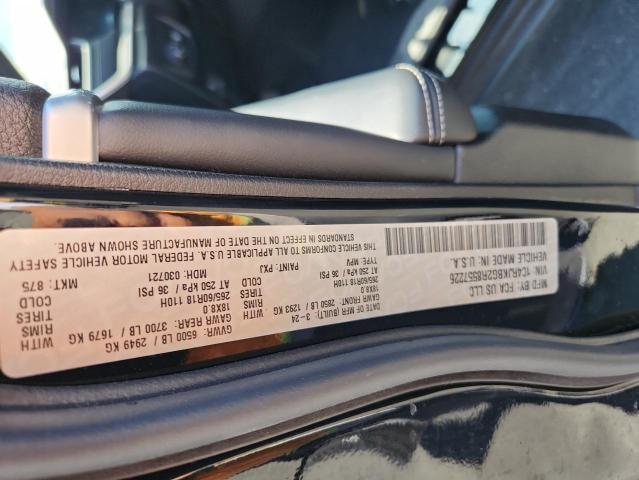 MFD BY: FCA US LLC
DATE OF MFR (BUILT: 3-24
GVWR: 6500 LB / 2949 KG
GAWR FRONT: 2850 LB / 1293 KG
GAWR REAR: 3700 LB / 1679 KG
WITH
265/60R18 110H TIRES
18X8.0 RIMS
AT 250 kPa / 36 PSI COLD
265/60R18 110H TIRES
18X8.0 RIMS
AT 250 kPa / 36 PSI COLD
THIS VEHICLE CONFORMS TO ALL APPLICABLE U.S.A. FEDERAL MOTOR VEHICLE SAFETY
STANDARDS IN EFFECT ON THE DATE OF MANUFACTURE SHOWN ABOVE.
VIN:
TYPE: MPV
PAINT: PXJ
MDH: 030721
MKT: 875
VEHICLE MADE IN U.S.A.